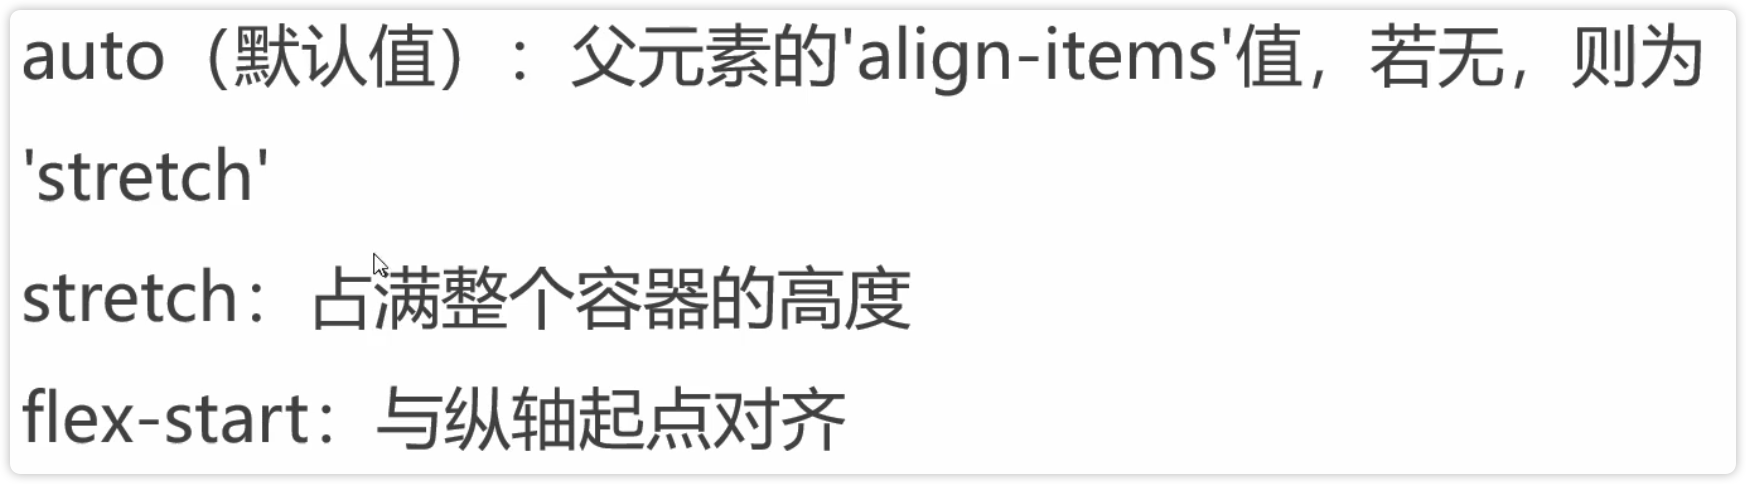 auto（默认值）：父元素的'align-items'值，若无，则为
'stretch'
stretch：占满整个容器的高度
flex-start：与纵轴起点对齐